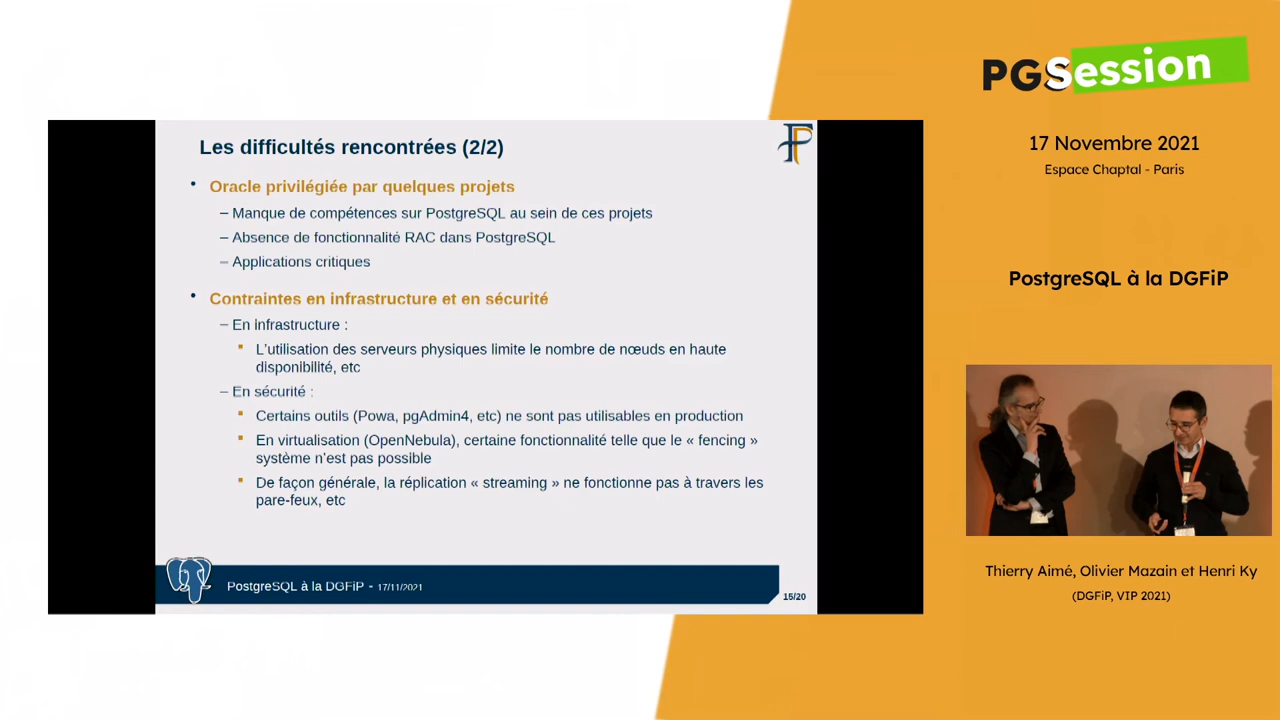 Les difficultés rencontrées (2/2)
• Oracle privilégiée par quelques projets
– Manque de compétences sur PostgreSQL au sein de ces projets
– Absence de fonctionnalité RAC dans PostgreSQL
– Applications critiques
• Contraintes en infrastructure et en sécurité
– En infrastructure :
L'utilisation des serveurs physiques limite le nombre de nœuds en haute
disponibilité, etc
– En sécurité :
Certains outils (Powa, pgAdmin4, etc) ne sont pas utilisables en production
En virtualisation (OpenNebula), certaine fonctionnalité telle que le « fencing »
système n'est pas possible
De façon générale, la réplication « streaming » ne fonctionne pas à travers les
pare-feux, etc
PostgreSQL à la DGFiP - 17/11/2021
15/20
PGSession
17 Novembre 2021
Espace Chaptal - Paris
PostgreSQL à la DGFiP
Thierry Aimé, Olivier Mazain et Henri Ky
(DGFiP, VIP 2021)